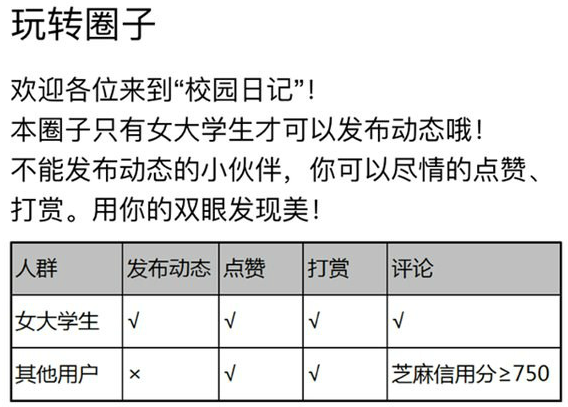 玩转圈子
欢迎各位来到“校园日记”！
本圈子只有女大学生才可以发布动态哦！
不能发布动态的小伙伴，你可以尽情的点赞、
打赏。用你的双眼发现美！
人群 发布动态 点赞 打赏 评论
女大学生 √ √ √ √
其他用户 × √ √ 芝麻信用分≥750